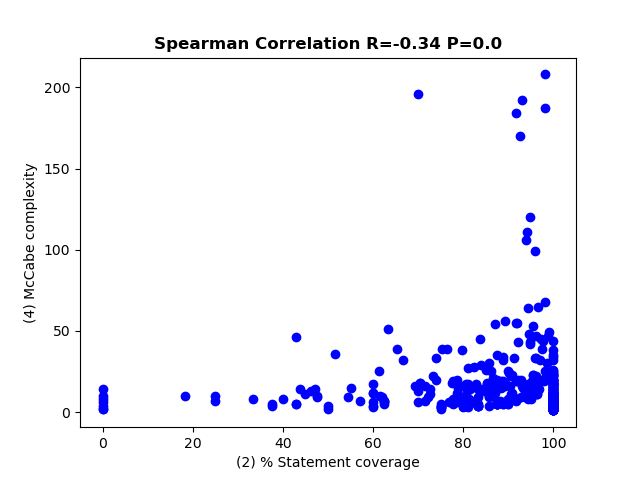 Spearman Correlation R=-0.34 P=0.0
(4) McCabe complexity
200
150
100
50
0
0 20 40 60 80 100
(2) % Statement coverage